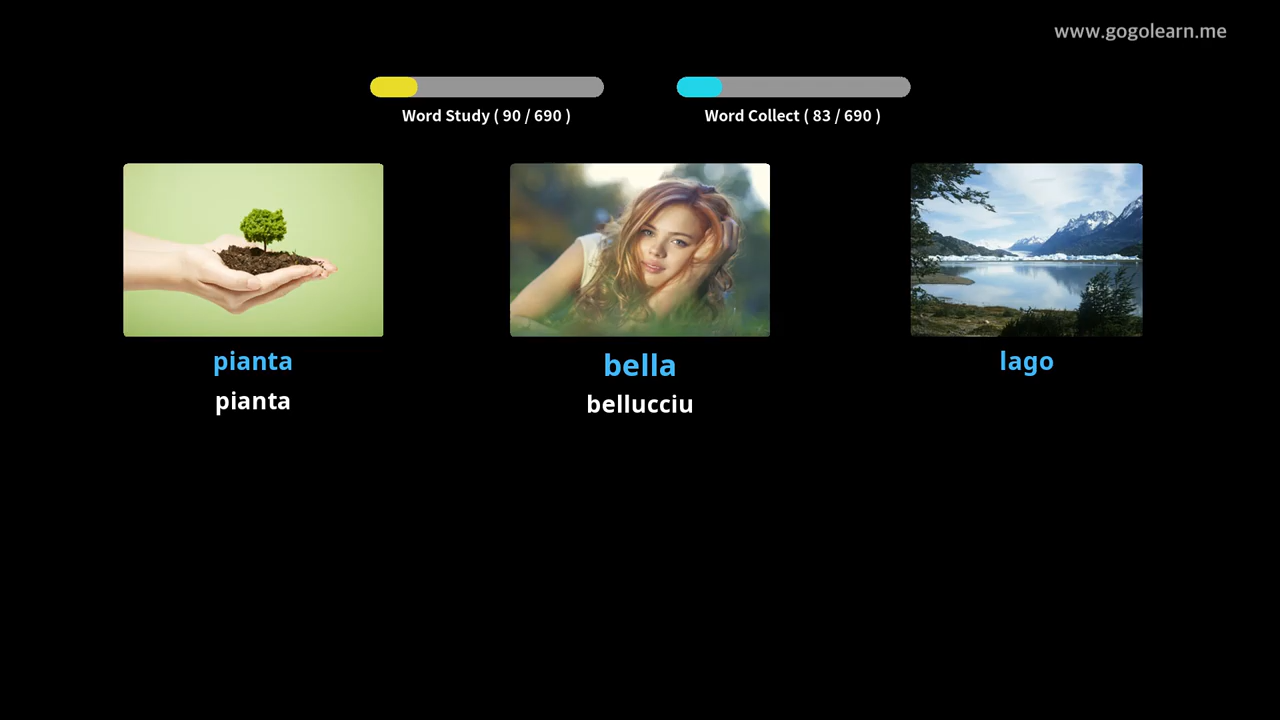 www.gogolearn.me
Word Study ( 90 / 690 )
Word Collect ( 83 / 690 )
pianta
bella
lago
pianta
bellucciu